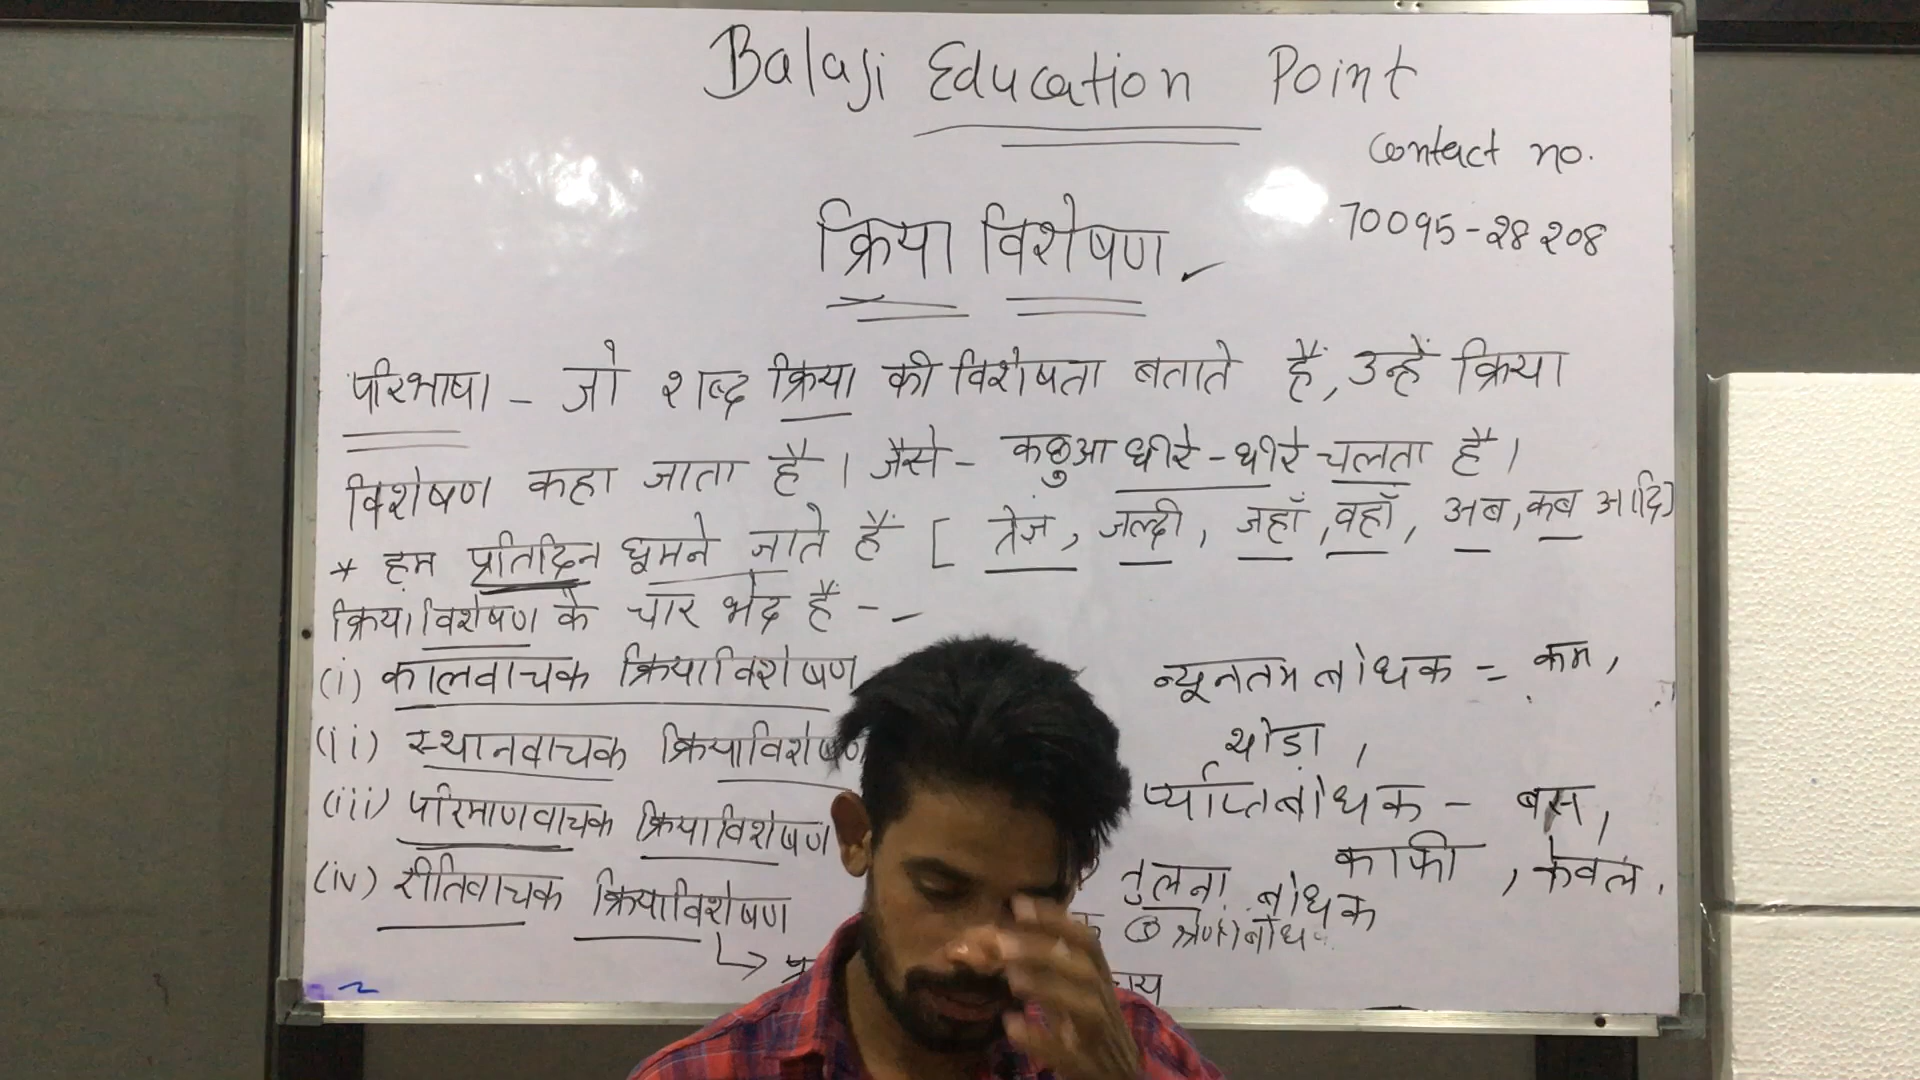 Balaji Education Point
Contact no.
70095-28208
क्रिया विशेषण
परिभाषा - जो शब्द क्रिया की विशेषता बताते हैं, उन्हें क्रिया
विशेषण कहा जाता है। जैसे - कछुआ धीरे-धीरे चलता है।
* हम प्रतिदिन घूमने जाते हैं [ तेज़, जल्दी, जहाँ, वहाँ, अब, कब आदि]
क्रिया विशेषण के चार भेद हैं -
(i) कालवाचक क्रियाविशेषण
(ii) स्थानवाचक क्रियाविशेषण
(iii) परिमाणवाचक क्रियाविशेषण
(iv) रीतिवाचक क्रियाविशेषण
न्यूनतम बोधक = कम,
थोड़ा,
र्प्याप्तबोधक - बस,
काफी, केवल.
तुलना बोधक
③ श्रेणीबोध